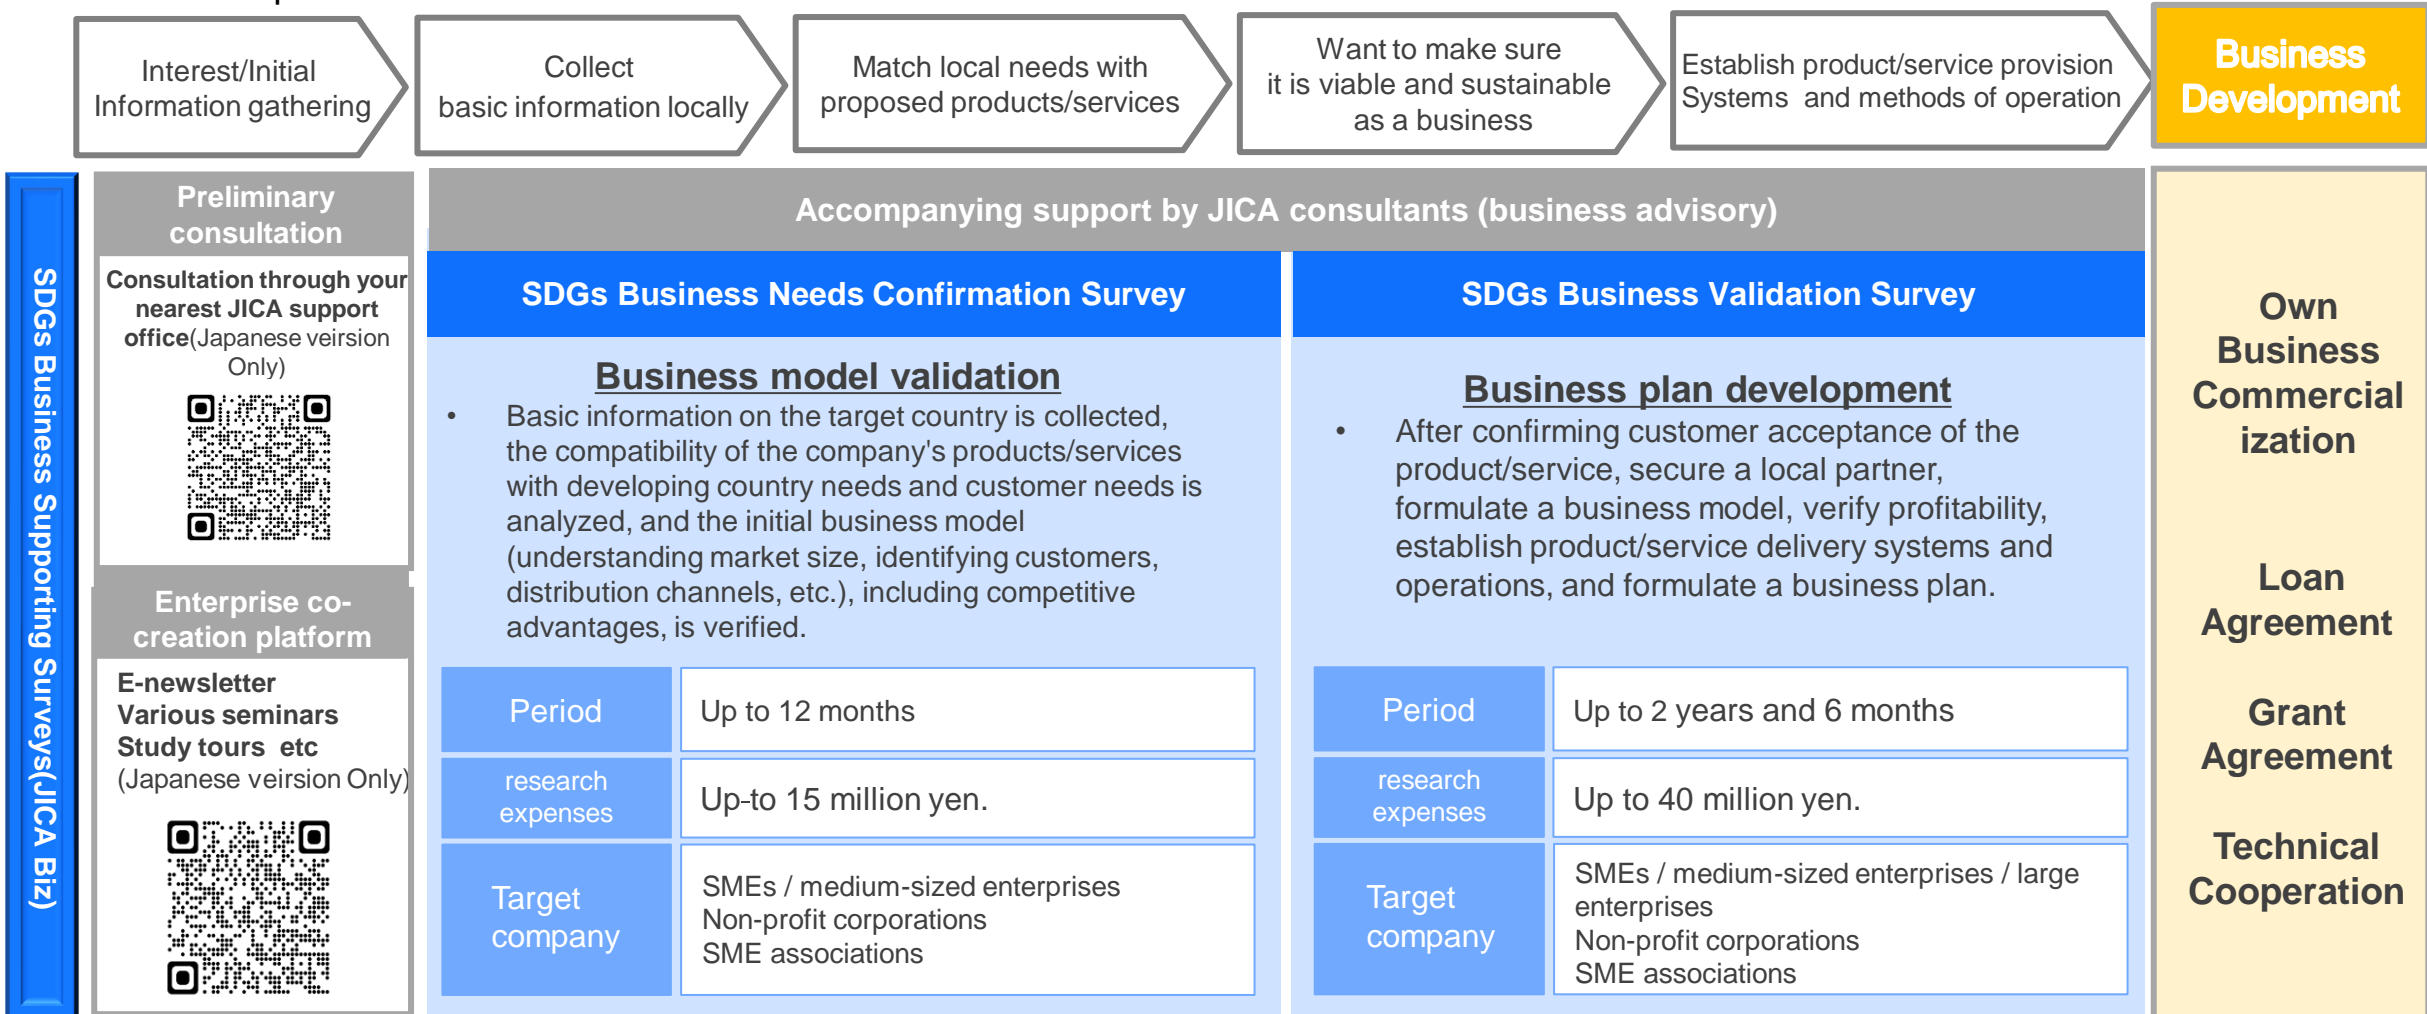 Interest/Initial
Information gathering
Collect
basic information locally
Match local needs with
proposed products/services
Want to make sure
it is viable and sustainable
as a business
Establish product/service provision
Systems and methods of operation
Business
Development
SDGs Business Supporting Surveys(JICA Biz)
Preliminary
consultation
Consultation through your
nearest JICA support
office(Japanese veirsion
Only)
Enterprise co-
creation platform
E-newsletter
Various seminars
Study tours etc
(Japanese veirsion Only)
Accompanying support by JICA consultants (business advisory)
SDGs Business Needs Confirmation Survey
Business model validation
• Basic information on the target country is collected,
the compatibility of the company's products/services
with developing country needs and customer needs is
analyzed, and the initial business model
(understanding market size, identifying customers,
distribution channels, etc.), including competitive
advantages, is verified.
Period
Up to 12 months
research
expenses
Up-to 15 million yen.
Target
company
SMEs / medium-sized enterprises
Non-profit corporations
SME associations
SDGs Business Validation Survey
Business plan development
• After confirming customer acceptance of the
product/service, secure a local partner,
formulate a business model, verify profitability,
establish product/service delivery systems and
operations, and formulate a business plan.
Period
Up to 2 years and 6 months
research
expenses
Up to 40 million yen.
Target
company
SMEs / medium-sized enterprises / large
enterprises
Non-profit corporations
SME associations
Own
Business
Commercial
ization
Loan
Agreement
Grant
Agreement
Technical
Cooperation